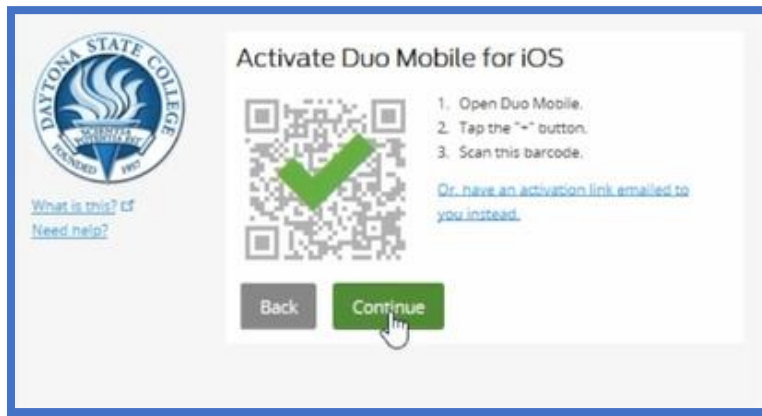 DAYTONA STATE COLLEGE
SCIENTIA
FOUNDED 1957
What is this?
Need help?
Activate Duo Mobile for iOS
1. Open Duo Mobile.
2. Tap the "+" button.
3. Scan this barcode.
Or, have an activation link emailed to
you instead.
Back
Continue